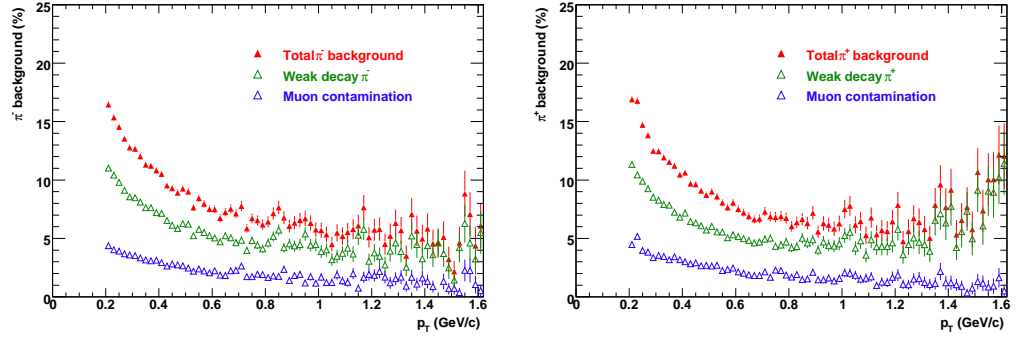 π⁻ background (%)
25
20
15
10
5
0
Total π⁻ background
Weak decay π⁻
Muon contamination
0 0.2 0.4 0.6 0.8 1 1.2 1.4 1.6
p_T (GeV/c)
π⁺ background (%)
25
20
15
10
5
0
Total π⁺ background
Weak decay π⁺
Muon contamination
0 0.2 0.4 0.6 0.8 1 1.2 1.4 1.6
p_T (GeV/c)